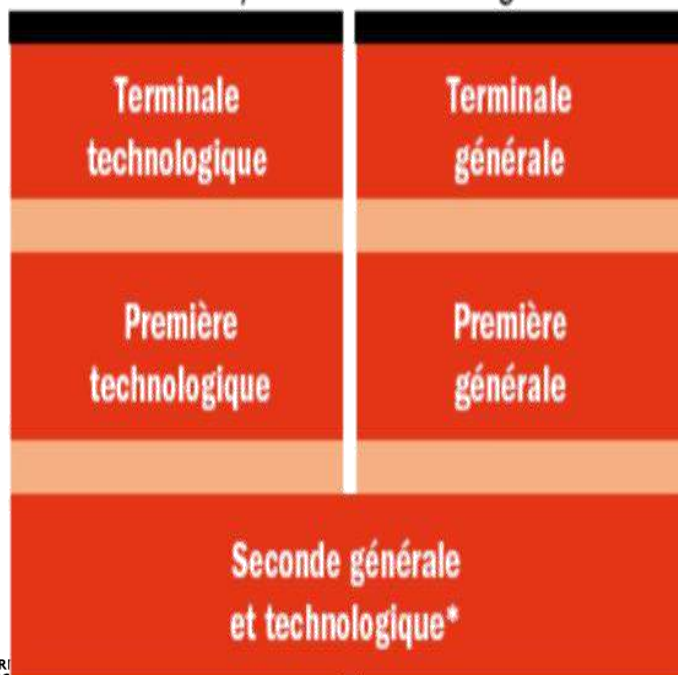 Terminale
technologique
Terminale
générale
Première
technologique
Première
générale
Seconde générale
et technologique*